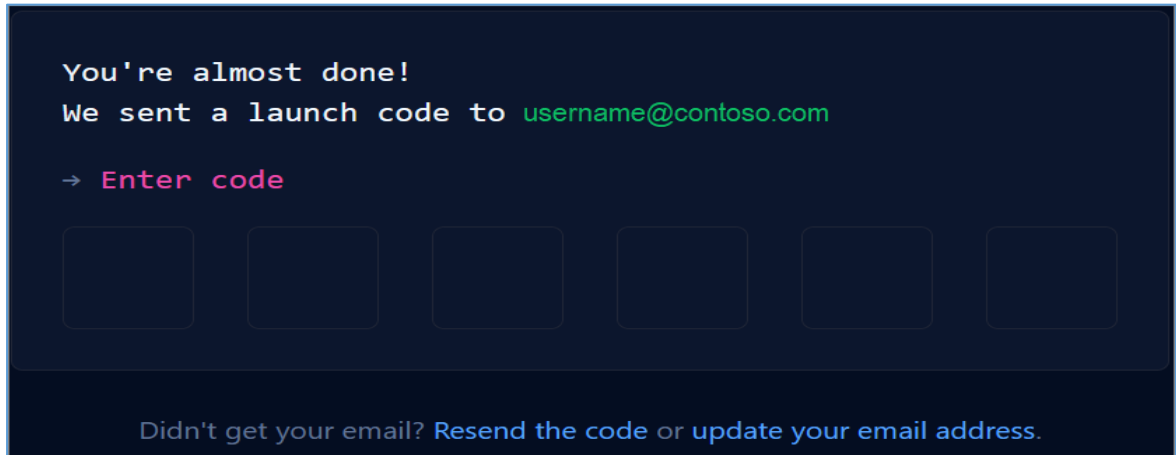 You're almost done!
We sent a launch code to username@contoso.com
→ Enter code
Didn't get your email? Resend the code or update your email address.